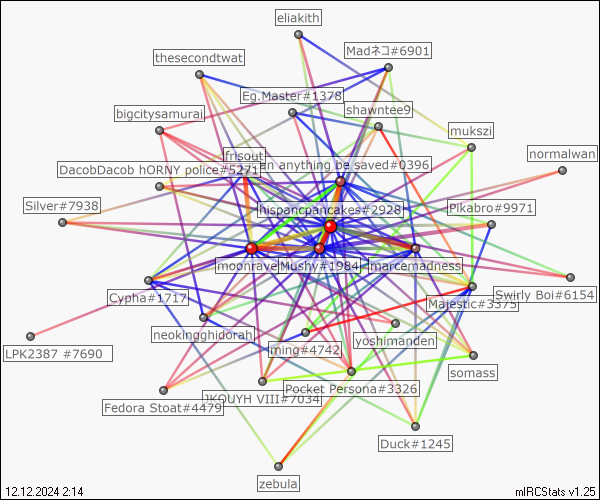 eliakith
Madネコ#6901
thesecondtwat
Eg.Master#1378
shawntee9
bigcitysamurai
mukszi
frisout
normalwan
DacobDacob hORNY police#5271
an anything be saved#0396
Silver#7938
hispancpancakes#2928
Pikabro#9971
moonrave
Mushy#1984
marcemadness
Cypha#1717
Majestic#3375
Swirly Boi#6154
neokingghidorah
yoshinanden
LPK2387 #7690
ming#4742
somass
Pocket Persona#3326
Fedora Stoat#4479
JKQUYH VIII#7034
Duck#1245
zebula
12.12.2024 2:14
mIRCStats v1.25